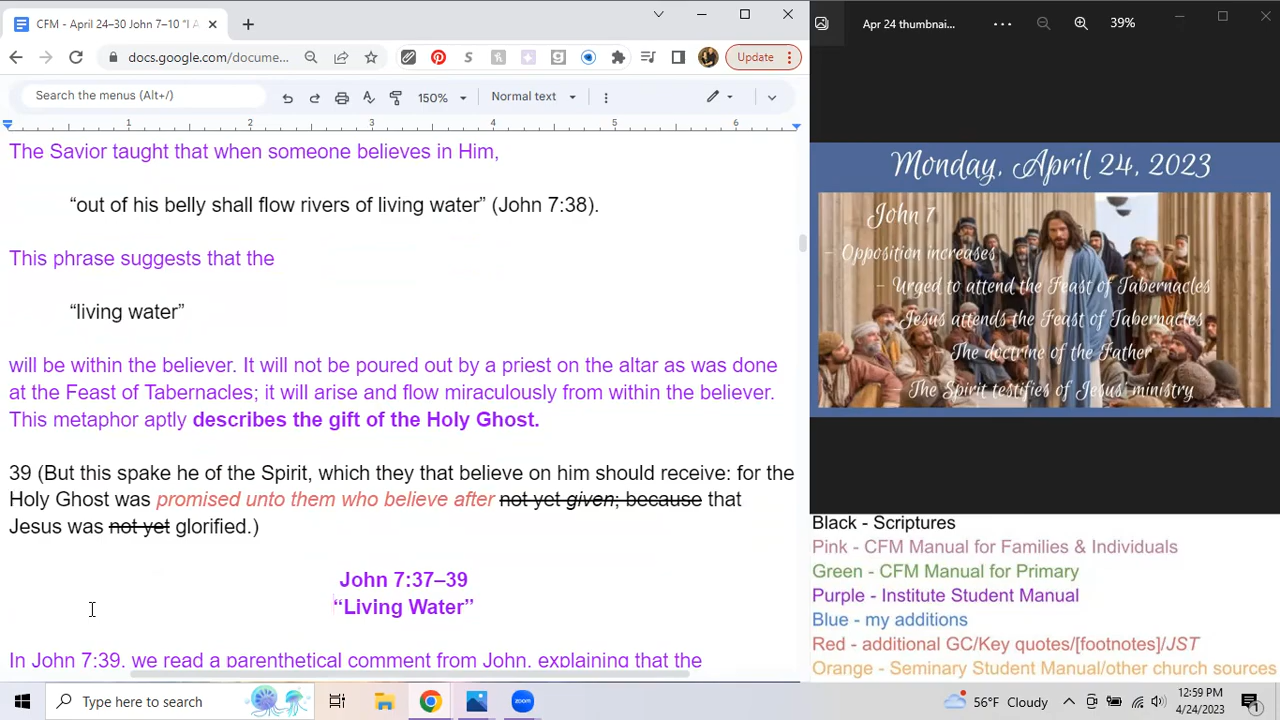 CFM - April 24–30 John 7–10 "I A
docs.google.com/docume...
Update
Search the menus (Alt+/)
150%
Normal text
1
2
3
4
5
6
The Savior taught that when someone believes in Him,
“out of his belly shall flow rivers of living water” (John 7:38).
This phrase suggests that the
“living water”
will be within the believer. It will not be poured out by a priest on the altar as was done
at the Feast of Tabernacles; it will arise and flow miraculously from within the believer.
This metaphor aptly describes the gift of the Holy Ghost.
39 (But this spake he of the Spirit, which they that believe on him should receive: for the
Holy Ghost was promised unto them who believe after not yet given; because that
Jesus was not yet glorified.)
John 7:37–39
“Living Water”
In John 7:39, we read a parenthetical comment from John, explaining that the
Apr 24 thumbnai...
39%
Monday, April 24, 2023
John 7
- Opposition increases
- Urged to attend the Feast of Tabernacles
- Jesus attends the Feast of Tabernacles
- The doctrine of the Father
- The Spirit testifies of Jesus' ministry
Black - Scriptures
Pink - CFM Manual for Families & Individuals
Green - CFM Manual for Primary
Purple - Institute Student Manual
Blue - my additions
Red - additional GC/Key quotes/[footnotes]/JST
Orange - Seminary Student Manual/other church sources
Type here to search
zoom
56°F Cloudy
12:59 PM
4/24/2023
1